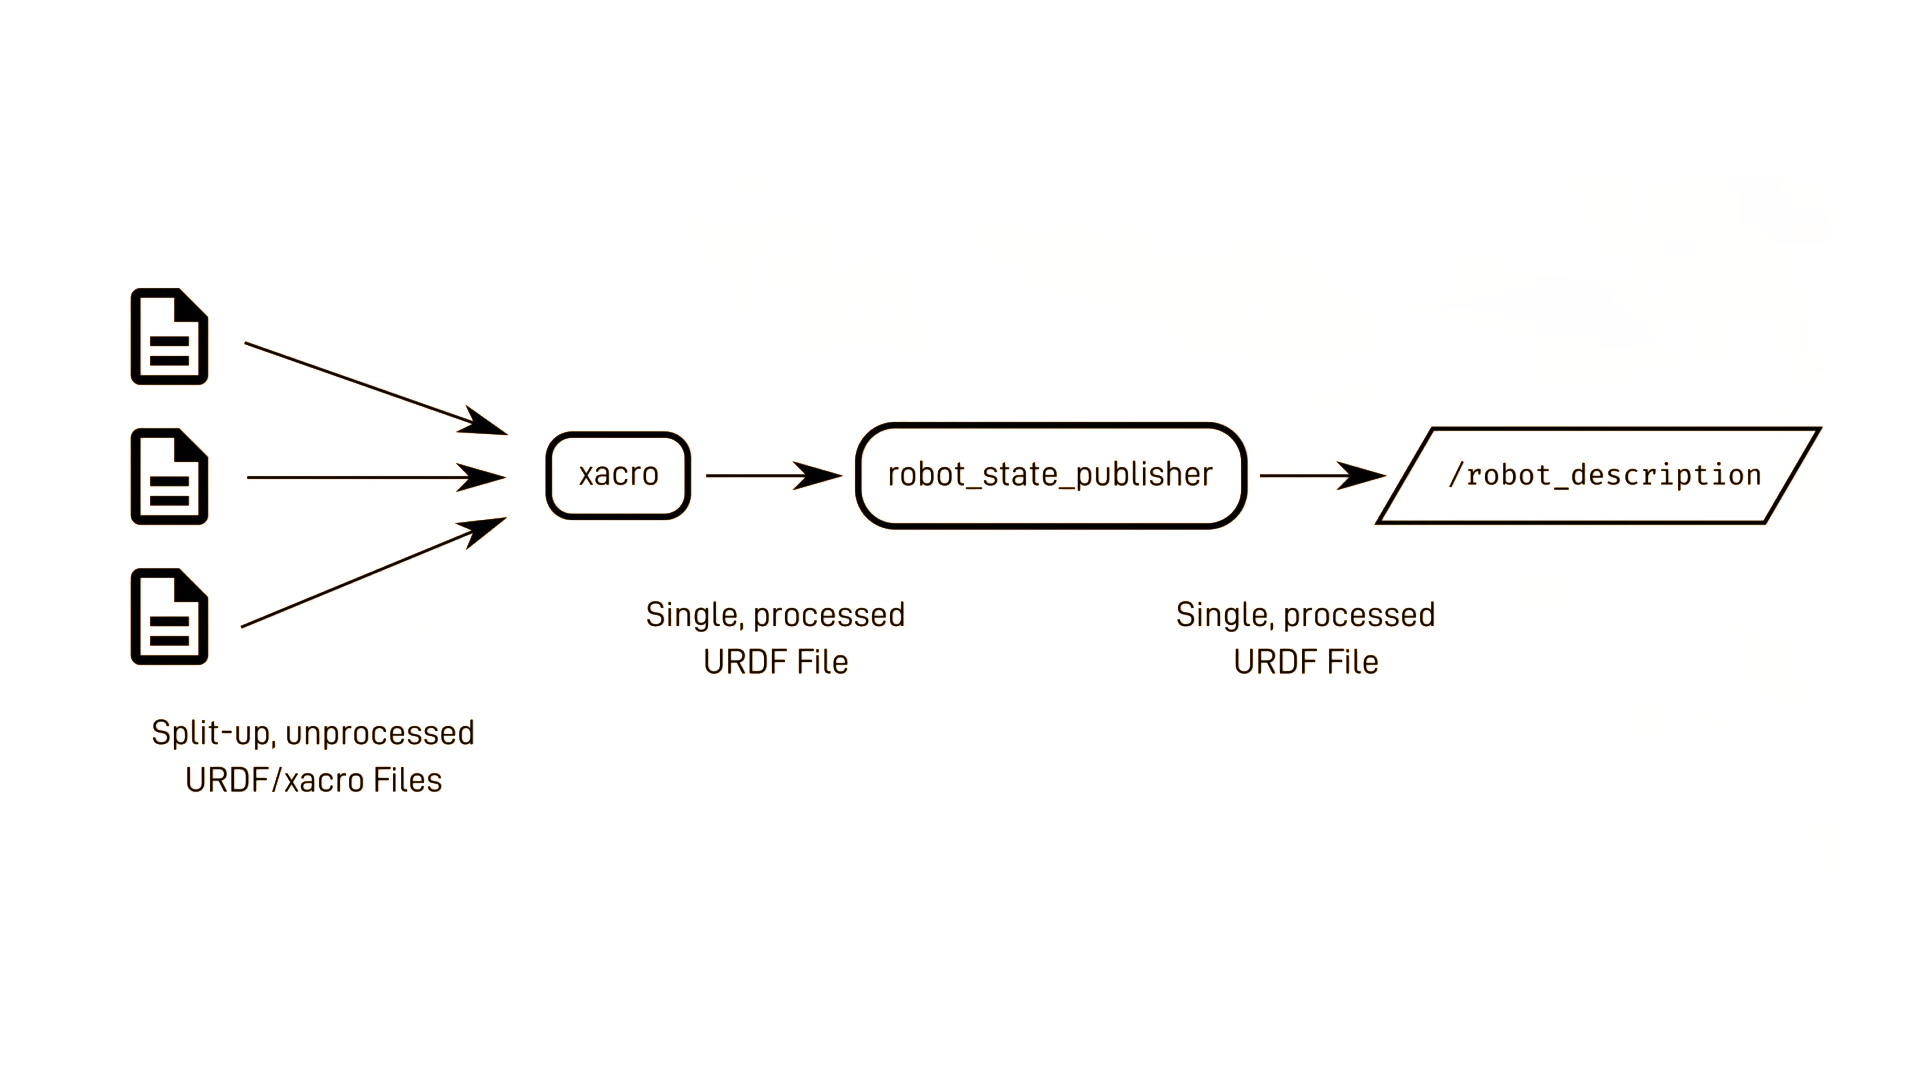 xacro
robot_state_publisher
/robot_description
Single, processed
URDF File
Single, processed
URDF File
Split-up, unprocessed
URDF/xacro Files